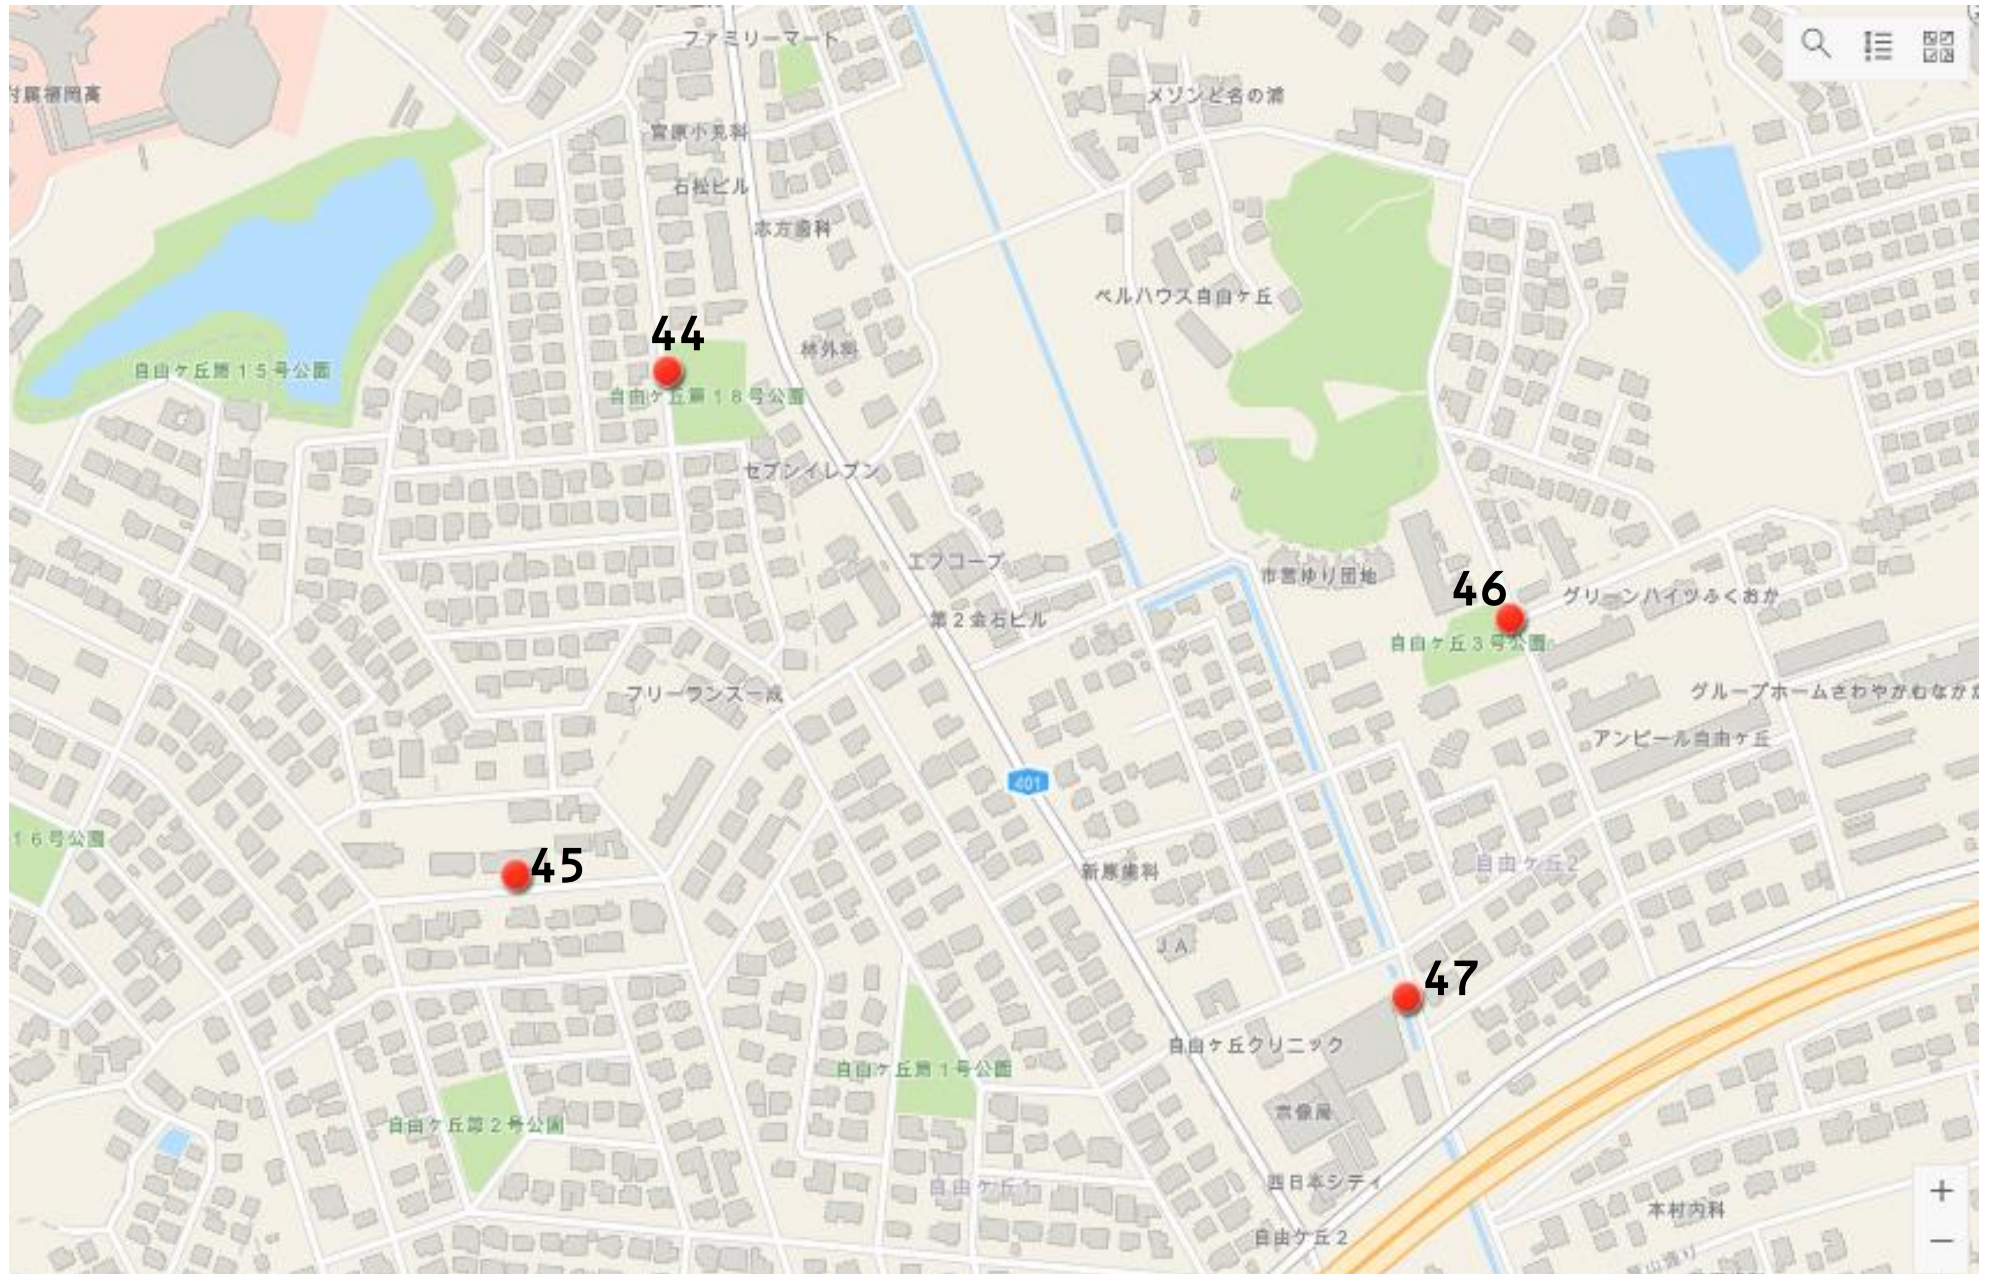 ファミリーマート
付属福岡高
メゾンど名の浦
宮原小児科
石松ビル
志方歯科
ベルハウス自由ケ丘
44
林外科
自由ケ丘第15号公園
自由ケ丘第18号公園
セブンイレブン
エフコープ
市営ゆり団地
46
グリーンハイツふくおか
第2金石ビル
自由ケ丘3号公園
フリーランス一成
グループホームさわやかむなかた
アンピール自由ケ丘
401
16号公園
45
新原歯科
自由ケ丘2
JA
47
自由ケ丘クリニック
自由ケ丘第1号公園
宗像局
自由ケ丘第2号公園
自由ケ丘1
西日本シティ
本村内科
自由ケ丘2